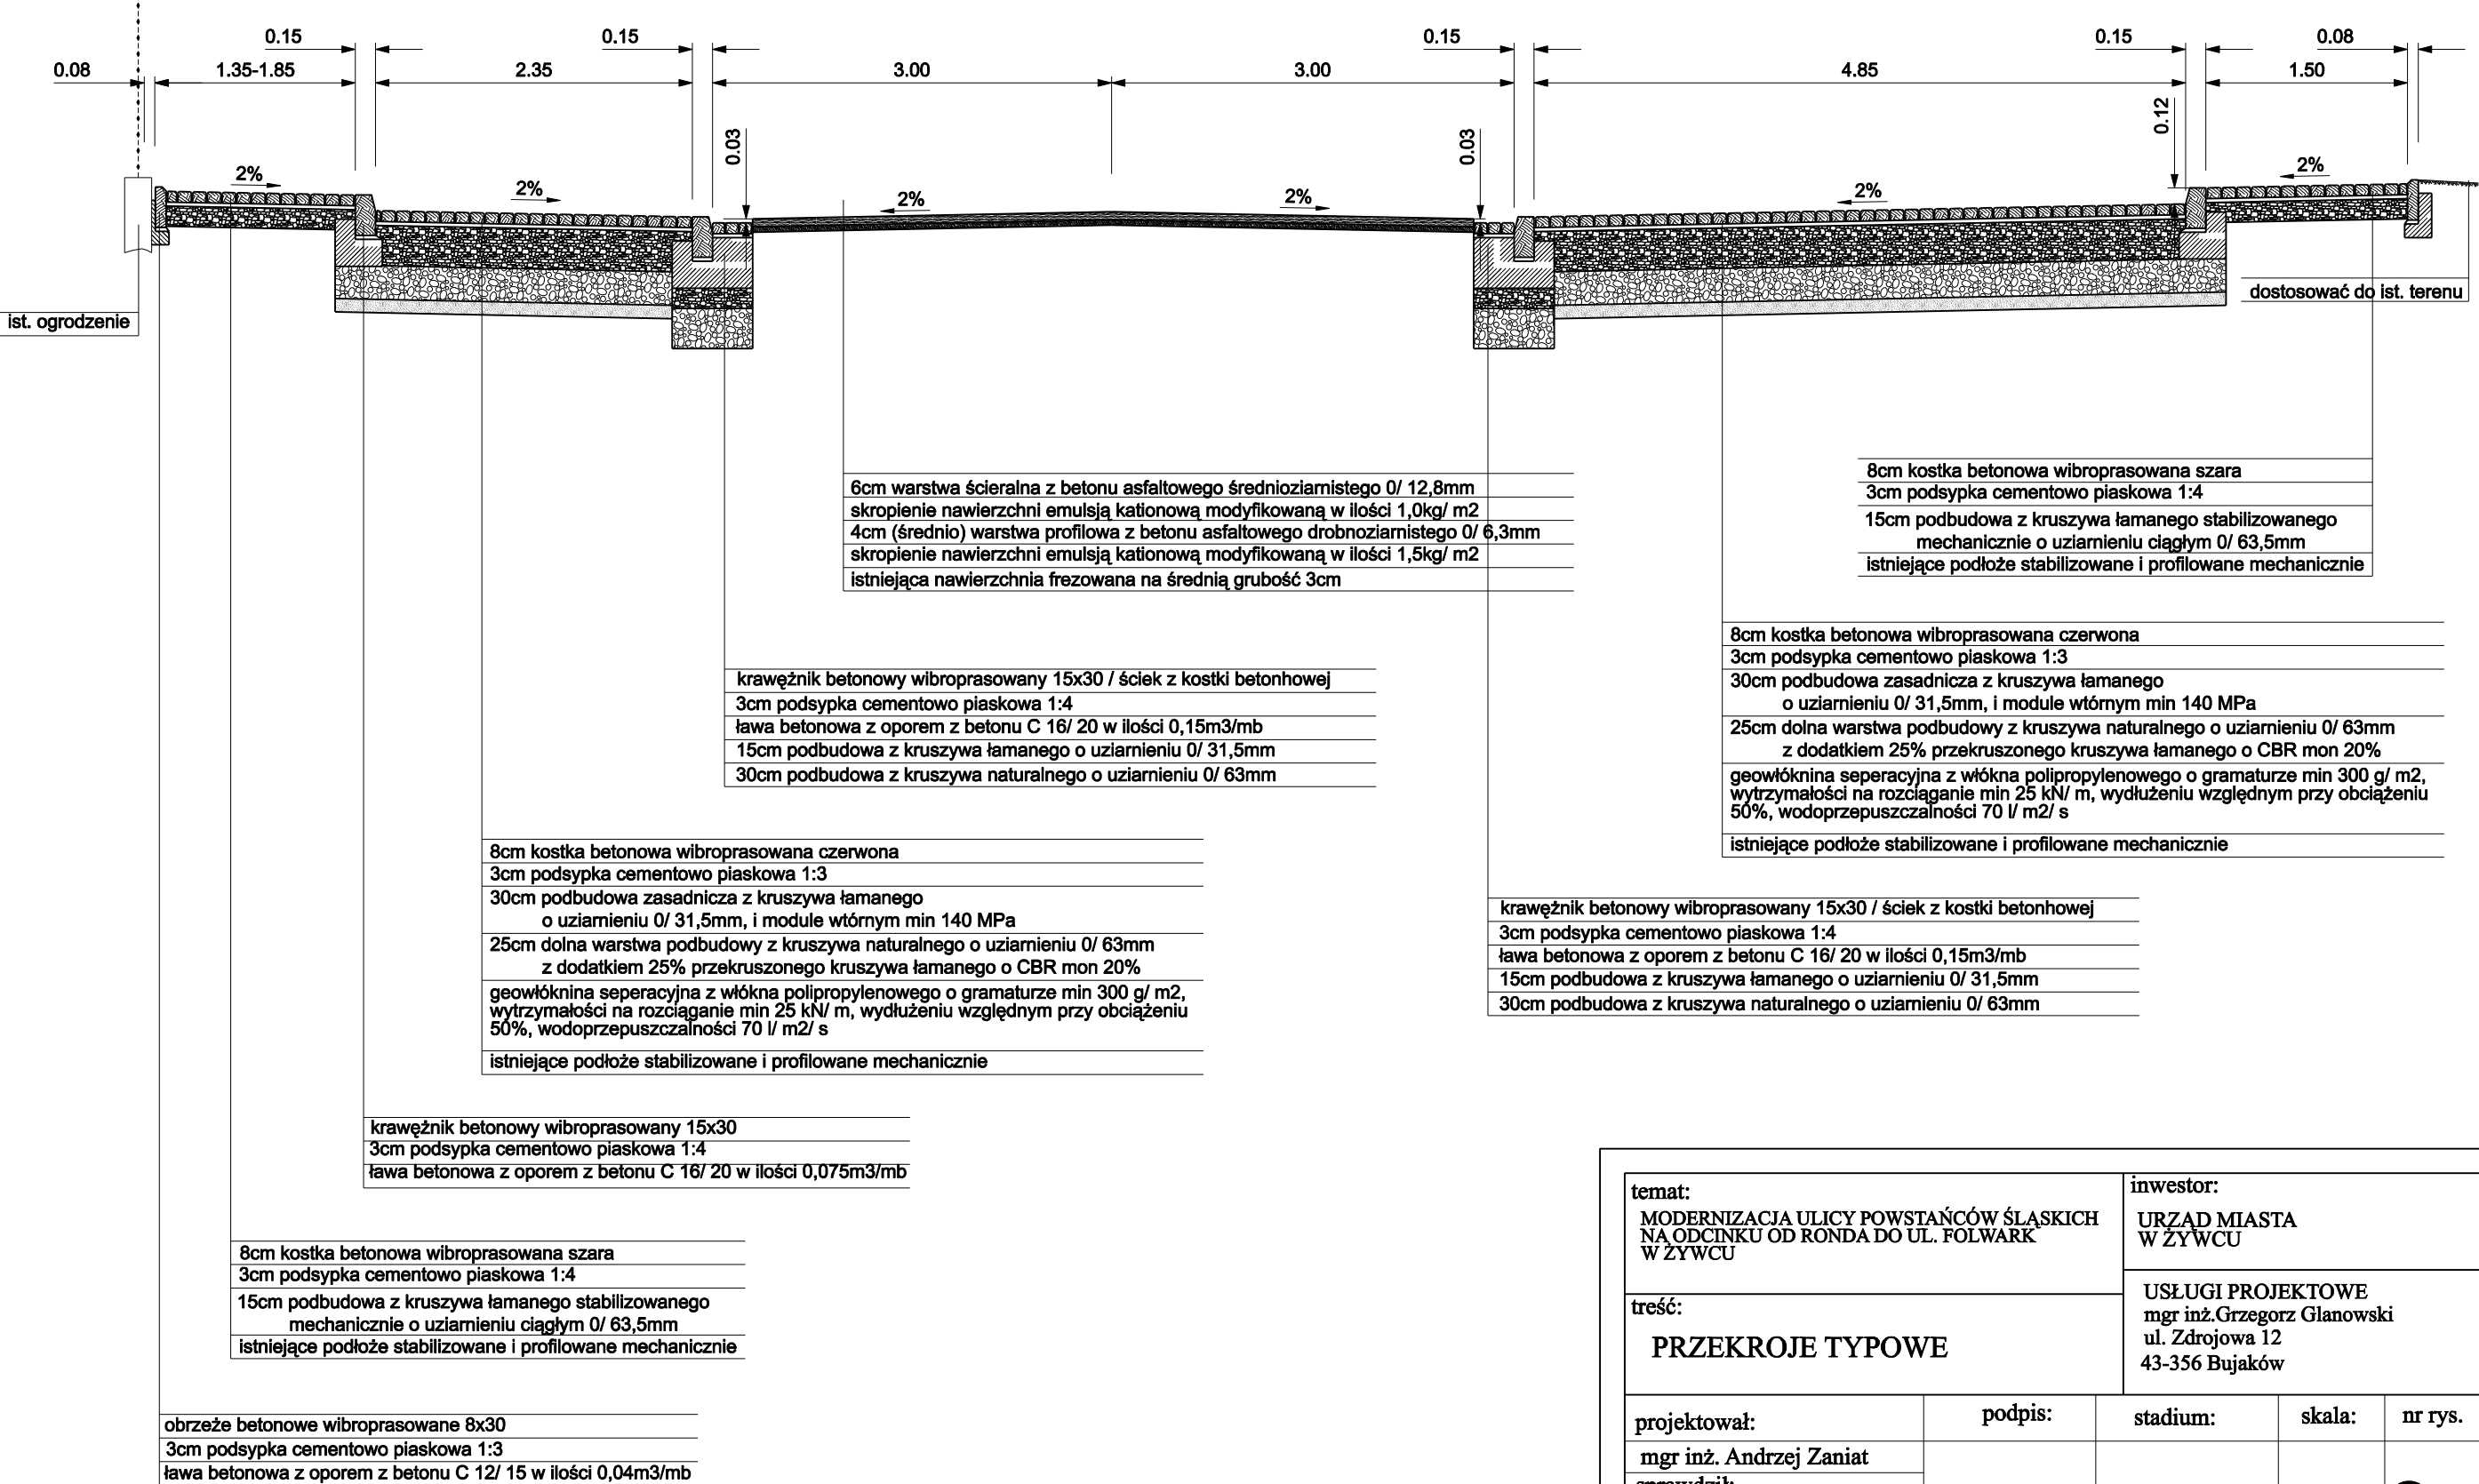 0.15
0.15
0.15
0.15
0.08
0.08
1.35-1.85
2.35
3.00
3.00
4.85
1.50
0.03
0.03
0.12
2%
2%
2%
2%
2%
2%
ist. ogrodzenie
dostosować do ist. terenu
6cm warstwa ścieralna z betonu asfaltowego średnioziarnistego 0/ 12,8mm
skropienie nawierzchni emulsją kationową modyfikowaną w ilości 1,0kg/ m2
4cm (średnio) warstwa profilowa z betonu asfaltowego drobnoziarnistego 0/ 6,3mm
skropienie nawierzchni emulsją kationową modyfikowaną w ilości 1,5kg/ m2
istniejąca nawierzchnia frezowana na średnią grubość 3cm
8cm kostka betonowa wibroprasowana szara
3cm podsypka cementowo piaskowa 1:4
15cm podbudowa z kruszywa łamanego stabilizowanego
mechanicznie o uziarnieniu ciągłym 0/ 63,5mm
istniejące podłoże stabilizowane i profilowane mechanicznie
krawężnik betonowy wibroprasowany 15x30 / ściek z kostki betonhowej
3cm podsypka cementowo piaskowa 1:4
ława betonowa z oporem z betonu C 16/ 20 w ilości 0,15m3/mb
15cm podbudowa z kruszywa łamanego o uziarnieniu 0/ 31,5mm
30cm podbudowa z kruszywa naturalnego o uziarnieniu 0/ 63mm
8cm kostka betonowa wibroprasowana czerwona
3cm podsypka cementowo piaskowa 1:3
30cm podbudowa zasadnicza z kruszywa łamanego
o uziarnieniu 0/ 31,5mm, i module wtórnym min 140 MPa
25cm dolna warstwa podbudowy z kruszywa naturalnego o uziarnieniu 0/ 63mm
z dodatkiem 25% przekruszonego kruszywa łamanego o CBR mon 20%
geowłóknina seperacyjna z włókna polipropylenowego o gramaturze min 300 g/ m2,
wytrzymałości na rozciąganie min 25 kN/ m, wydłużeniu względnym przy obciążeniu
50%, wodoprzepuszczalności 70 l/ m2/ s
istniejące podłoże stabilizowane i profilowane mechanicznie
8cm kostka betonowa wibroprasowana czerwona
3cm podsypka cementowo piaskowa 1:3
30cm podbudowa zasadnicza z kruszywa łamanego
o uziarnieniu 0/ 31,5mm, i module wtórnym min 140 MPa
25cm dolna warstwa podbudowy z kruszywa naturalnego o uziarnieniu 0/ 63mm
z dodatkiem 25% przekruszonego kruszywa łamanego o CBR mon 20%
geowłóknina seperacyjna z włókna polipropylenowego o gramaturze min 300 g/ m2,
wytrzymałości na rozciąganie min 25 kN/ m, wydłużeniu względnym przy obciążeniu
50%, wodoprzepuszczalności 70 l/ m2/ s
istniejące podłoże stabilizowane i profilowane mechanicznie
krawężnik betonowy wibroprasowany 15x30 / ściek z kostki betonhowej
3cm podsypka cementowo piaskowa 1:4
ława betonowa z oporem z betonu C 16/ 20 w ilości 0,15m3/mb
15cm podbudowa z kruszywa łamanego o uziarnieniu 0/ 31,5mm
30cm podbudowa z kruszywa naturalnego o uziarnieniu 0/ 63mm
krawężnik betonowy wibroprasowany 15x30
3cm podsypka cementowo piaskowa 1:4
ława betonowa z oporem z betonu C 16/ 20 w ilości 0,075m3/mb
8cm kostka betonowa wibroprasowana szara
3cm podsypka cementowo piaskowa 1:4
15cm podbudowa z kruszywa łamanego stabilizowanego
mechanicznie o uziarnieniu ciągłym 0/ 63,5mm
istniejące podłoże stabilizowane i profilowane mechanicznie
obrzeże betonowe wibroprasowane 8x30
3cm podsypka cementowo piaskowa 1:3
ława betonowa z oporem z betonu C 12/ 15 w ilości 0,04m3/mb
temat:
MODERNIZACJA ULICY POWSTAŃCÓW ŚLĄSKICH
NA ODCINKU OD RONDA DO UL. FOLWARK
W ŻYWCU
inwestor:
URZĄD MIASTA
W ŻYWCU
treść:
PRZEKROJE TYPOWE
USŁUGI PROJEKTOWE
mgr inż.Grzegorz Glanowski
ul. Zdrojowa 12
43-356 Bujaków
projektował:
podpis:
stadium:
skala:
nr rys.
mgr inż. Andrzej Zaniat
sprawdził: